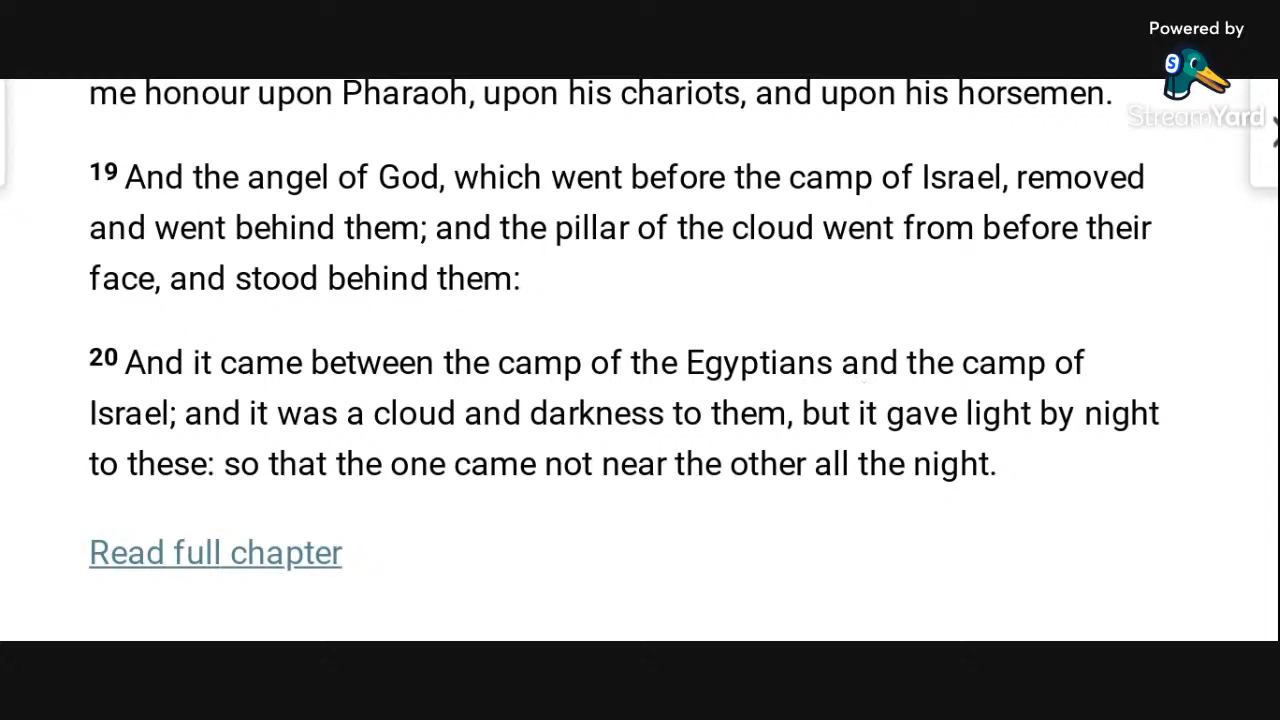 Powered by
S
StreamYard
me honour upon Pharaoh, upon his chariots, and upon his horsemen.
19 And the angel of God, which went before the camp of Israel, removed
and went behind them; and the pillar of the cloud went from before their
face, and stood behind them:
20 And it came between the camp of the Egyptians and the camp of
Israel; and it was a cloud and darkness to them, but it gave light by night
to these: so that the one came not near the other all the night.
Read full chapter